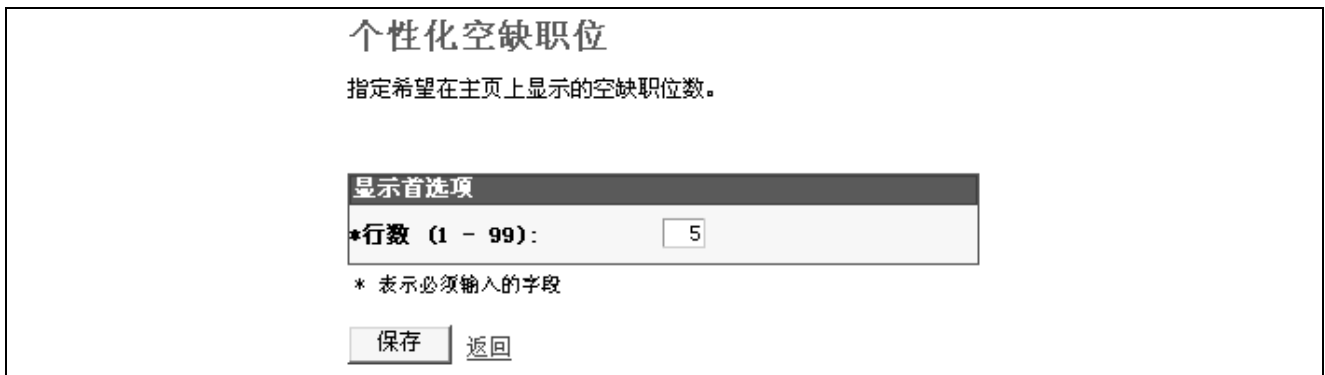 个性化空缺职位
指定希望在主页上显示的空缺职位数。
显示首选项
*行数 (1 - 99): 5
* 表示必须输入的字段
保存 返回